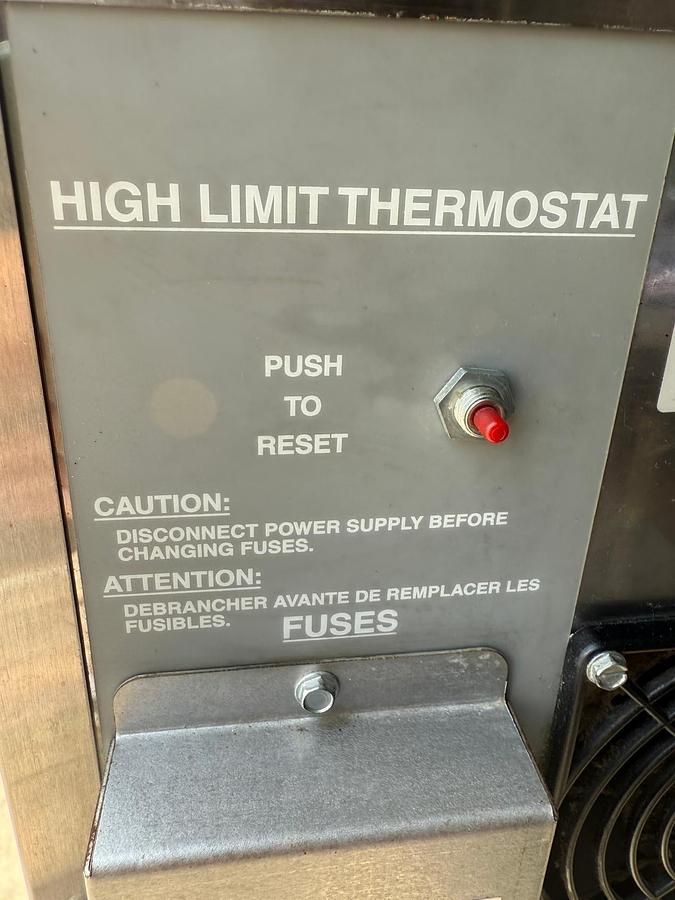 HIGH LIMIT THERMOSTAT
PUSH
TO
RESET
CAUTION:
DISCONNECT POWER SUPPLY BEFORE
CHANGING FUSES.
ATTENTION:
DEBRANCHER AVANTE DE REMPLACER LES
FUSIBLES.
FUSES